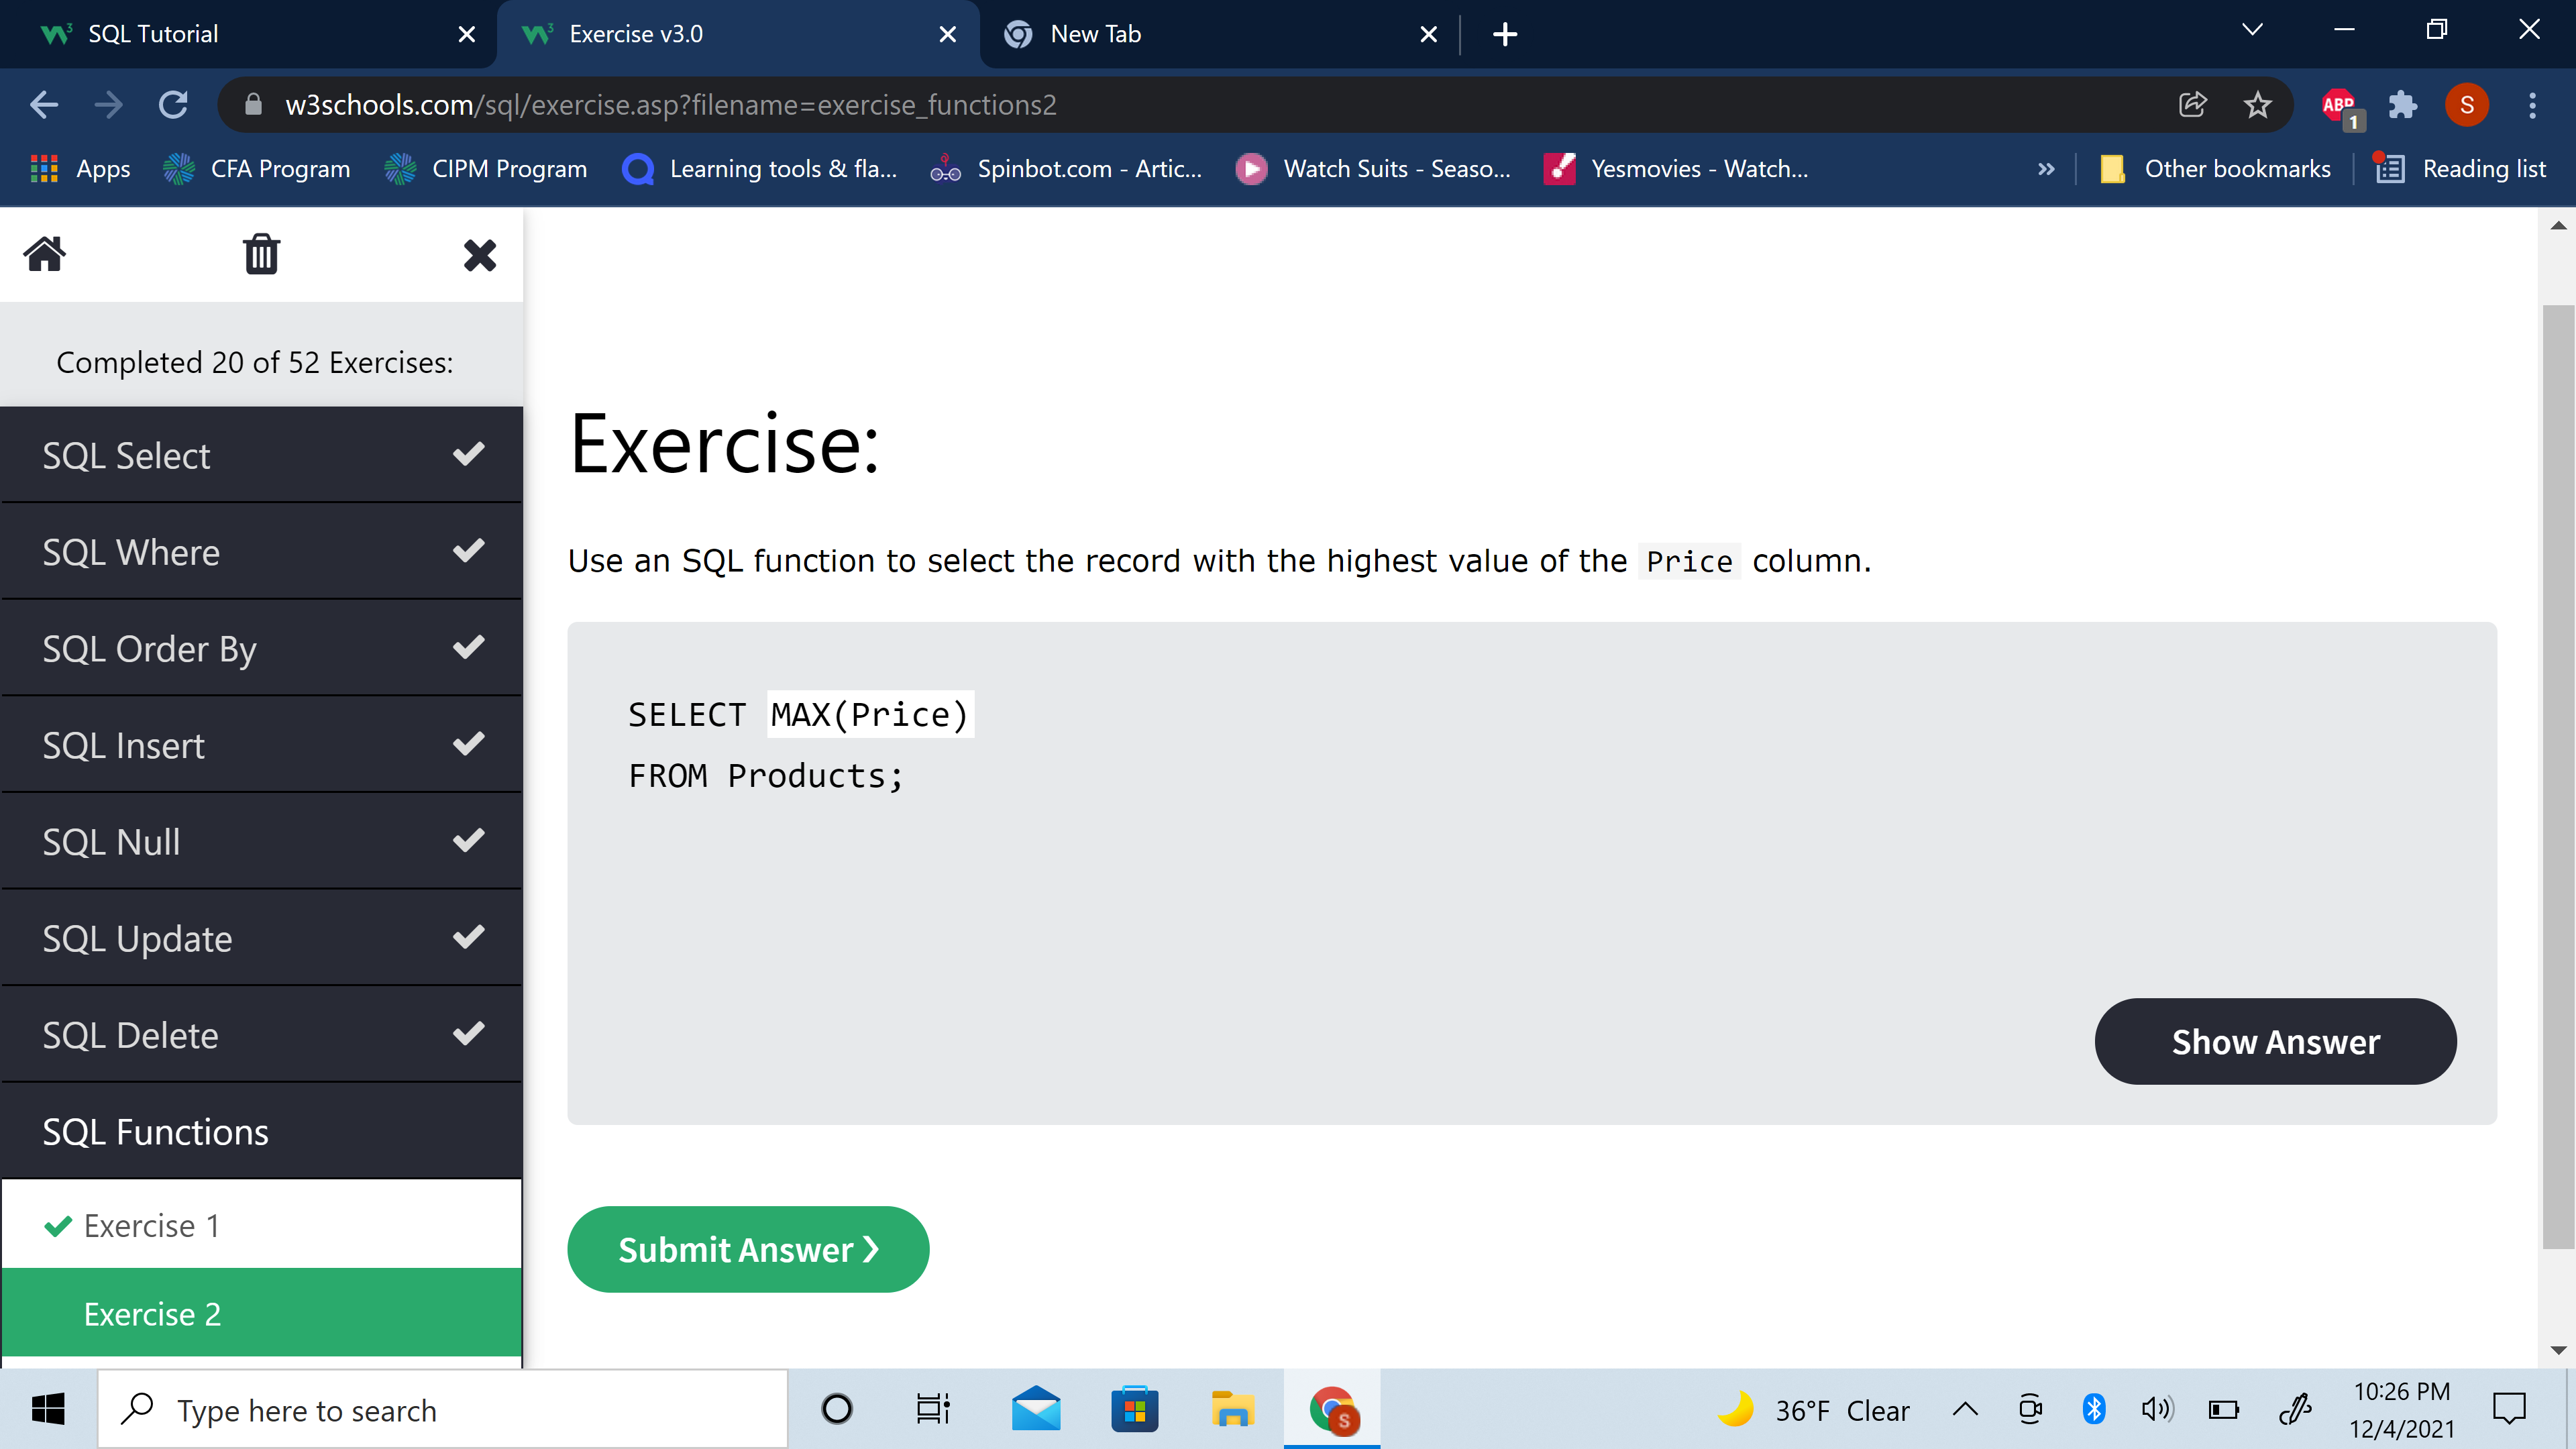 SQL Tutorial
Exercise v3.0
New Tab
w3schools.com/sql/exercise.asp?filename=exercise_functions2
ABP
1
S
Apps
CFA Program
CIPM Program
Learning tools & fla...
Spinbot.com - Artic...
Watch Suits - Seaso...
Yesmovies - Watch...
»
Other bookmarks
Reading list
Completed 20 of 52 Exercises:
SQL Select
SQL Where
SQL Order By
SQL Insert
SQL Null
SQL Update
SQL Delete
SQL Functions
Exercise 1
Exercise 2
Exercise:
Use an SQL function to select the record with the highest value of the Price column.
SELECT MAX(Price)
FROM Products;
Show Answer
Submit Answer ❯
Type here to search
S
36°F Clear
10:26 PM
12/4/2021